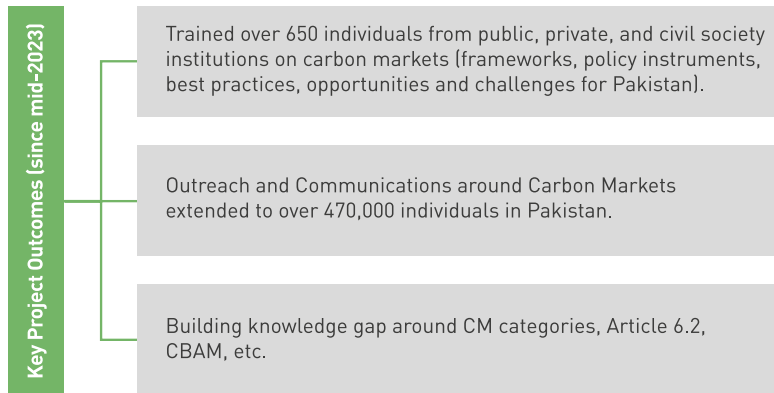 Key Project Outcomes (since mid-2023)
Trained over 650 individuals from public, private, and civil society
institutions on carbon markets (frameworks, policy instruments,
best practices, opportunities and challenges for Pakistan).
Outreach and Communications around Carbon Markets
extended to over 470,000 individuals in Pakistan.
Building knowledge gap around CM categories, Article 6.2,
CBAM, etc.